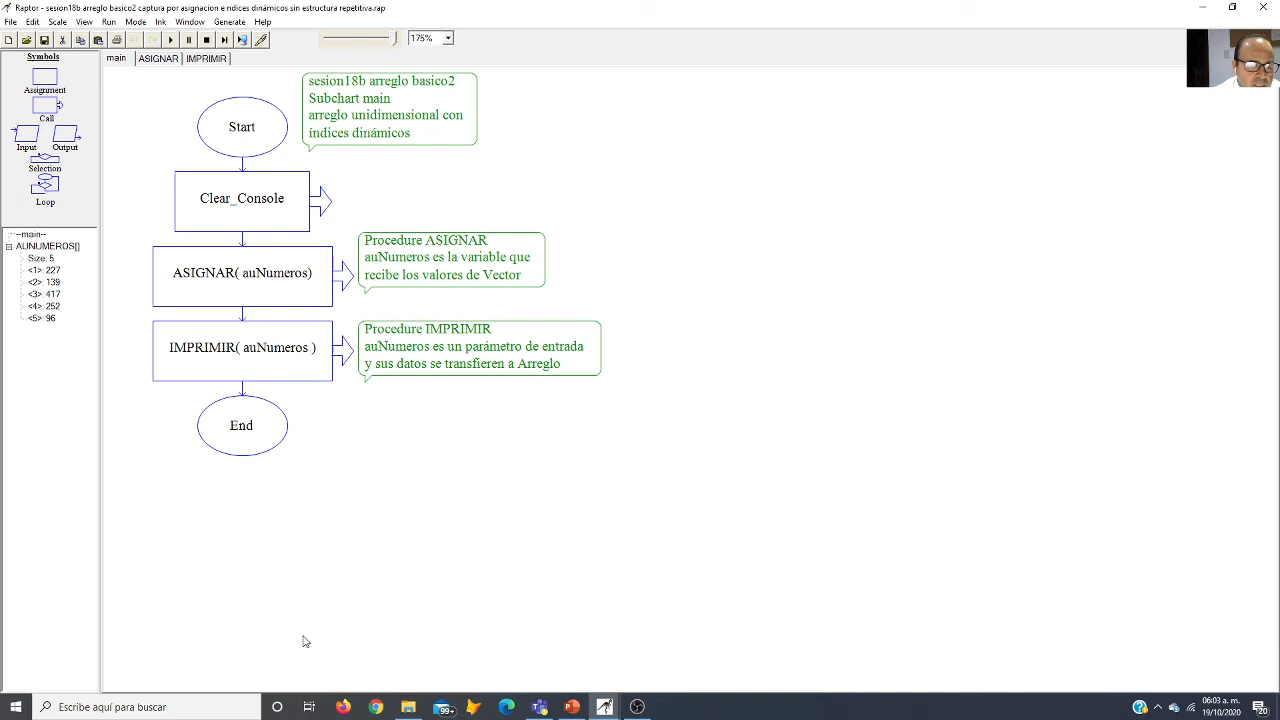 Raptor - sesion18b arreglo basico2 captura por asignacion e ndices dinámicos sin estructura repetitiva.rap
File Edit Scale View Run Mode Ink Window Generate Help
175%
Symbols
Assignment
Call
Input Output
Selection
Loop
main ASIGNAR IMPRIMIR
--main--
AUNUMEROS[]
Size: 5
<1>: 227
<2>: 139
<3>: 417
<4>: 252
<5>: 96
sesion18b arreglo basico2
Subchart main
arreglo unidimensional con
índices dinámicos
Start
Clear_Console
ASIGNAR( auNumeros)
Procedure ASIGNAR
auNumeros es la variable que
recibe los valores de Vector
IMPRIMIR( auNumeros )
Procedure IMPRIMIR
auNumeros es un parámetro de entrada
y sus datos se transfieren a Arreglo
End
Escribe aquí para buscar
99+
06:03 a. m.
19/10/2020
20